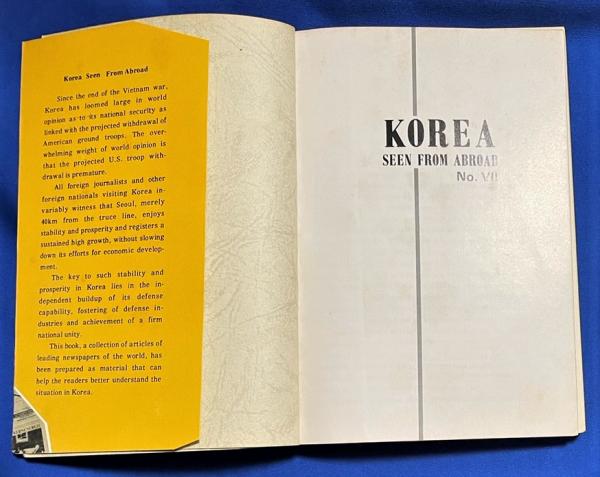 Korea Seen From Abroad
Since the end of the Vietnam war,
Korea has loomed large in world
opinion as to its national security as
linked with the projected withdrawal of
American ground troops. The over-
whelming weight of world opinion is
that the projected U.S. troop with-
drawal is premature.
All foreign journalists and other
foreign nationals visiting Korea in-
variably witness that Seoul, merely
40km from the truce line, enjoys
stability and prosperity and registers a
sustained high growth, without slowing
down its efforts for economic develop-
ment.
The key to such stability and
prosperity in Korea lies in the in-
dependent buildup of its defense
capability, fostering of defense in-
dustries and achievement of a firm
national unity.
This book, a collection of articles of
leading newspapers of the world, has
been prepared as material that can
help the readers better understand the
situation in Korea.
KOREA
SEEN FROM ABROAD
No. VII